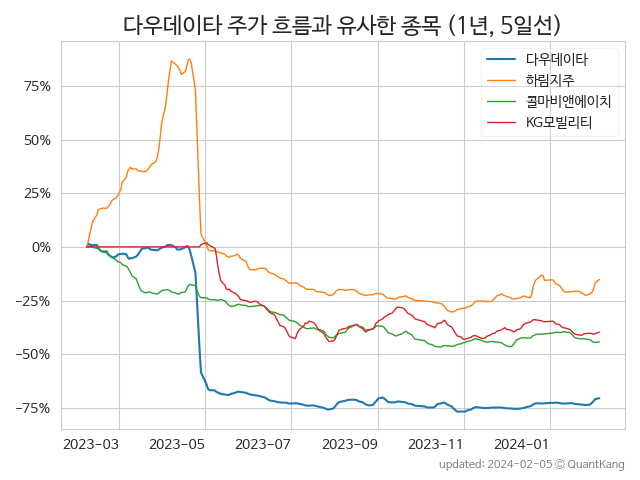 다우데이타 주가 흐름과 유사한 종목 (1년, 5일선)
다우데이타
하림지주
콜마비앤에이치
KG모빌리티
75%
50%
25%
0%
−25%
−50%
−75%
2023-03 2023-05 2023-07 2023-09 2023-11 2024-01
updated: 2024-02-05 © QuantKang